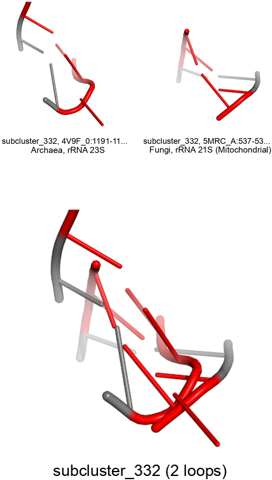 subcluster_332, 4V9F_0:1191-11...
Archaea, rRNA 23S
subcluster_332, 5MRC_A:537-53...
Fungi, rRNA 21S (Mitochondrial)
subcluster_332 (2 loops)